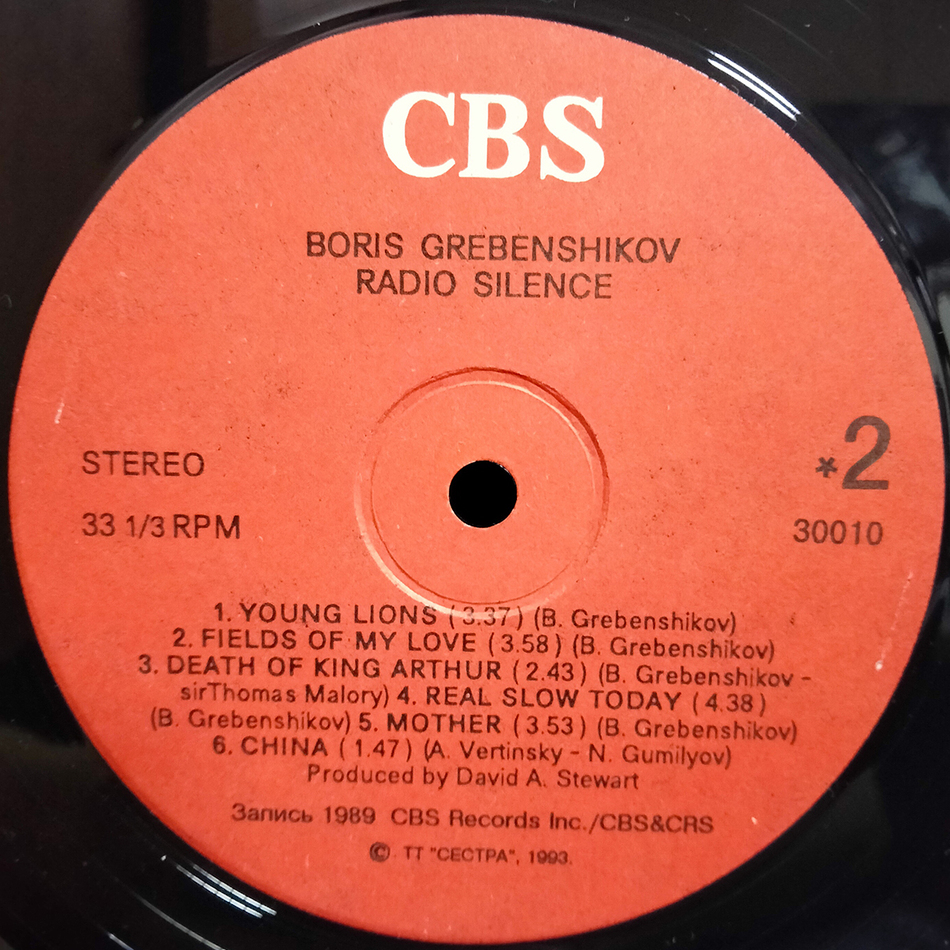 CBS
BORIS GREBENSHIKOV
RADIO SILENCE
STEREO
*2
33 1/3 RPM
30010
1. YOUNG LIONS (3.37) (B. Grebenshikov)
2. FIELDS OF MY LOVE (3.58) (B. Grebenshikov)
3. DEATH OF KING ARTHUR (2.43) (B. Grebenshikov -
sirThomas Malory) 4. REAL SLOW TODAY (4.38)
(B. Grebenshikov) 5. MOTHER (3.53) (B. Grebenshikov)
6. CHINA (1.47) (A. Vertinsky - N. Gumilyov)
Produced by David A. Stewart
Запись 1989 CBS Records Inc./CBS&CRS
© ТТ "СЕСТРА", 1993.